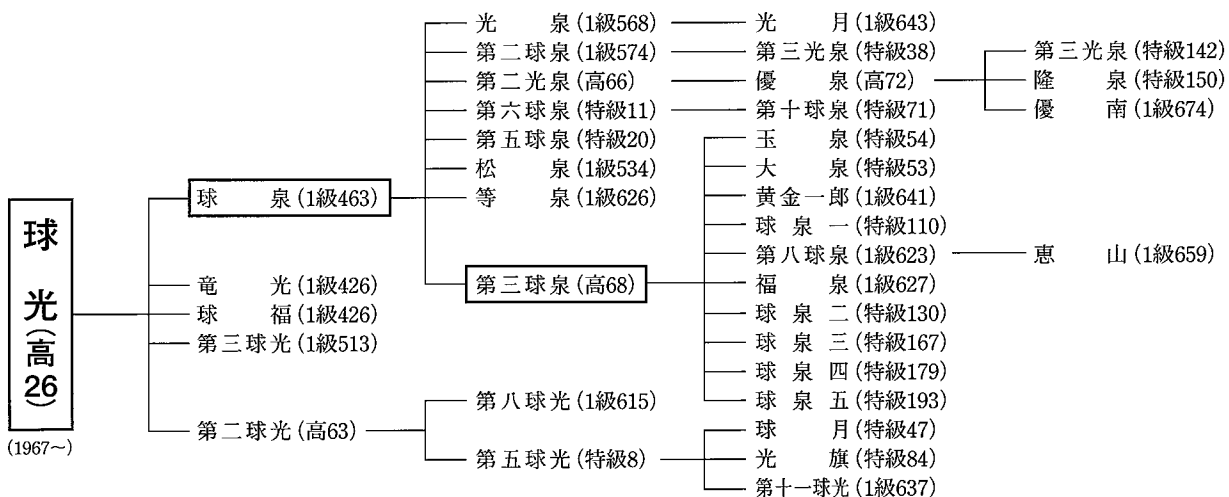 球光(高26)
(1967～)
球泉(1級463)
竜光(1級426)
球福(1級426)
第三球光(1級513)
第二球光(高63)
光泉(1級568)
第二球泉(1級574)
第二光泉(高66)
第六球泉(特級11)
第五球泉(特級20)
松泉(1級534)
等泉(1級626)
第三球泉(高68)
第八球光(1級615)
第五球光(特級8)
光月(1級643)
第三光泉(特級38)
優泉(高72)
第十球泉(特級71)
玉泉(特級54)
大泉(特級53)
黄金一郎(1級641)
球泉一(特級110)
第八球泉(1級623)
福泉(1級627)
球泉二(特級130)
球泉三(特級167)
球泉四(特級179)
球泉五(特級193)
球月(特級47)
光旗(特級84)
第十一球光(1級637)
第三光泉(特級142)
隆泉(特級150)
優南(1級674)
恵山(1級659)